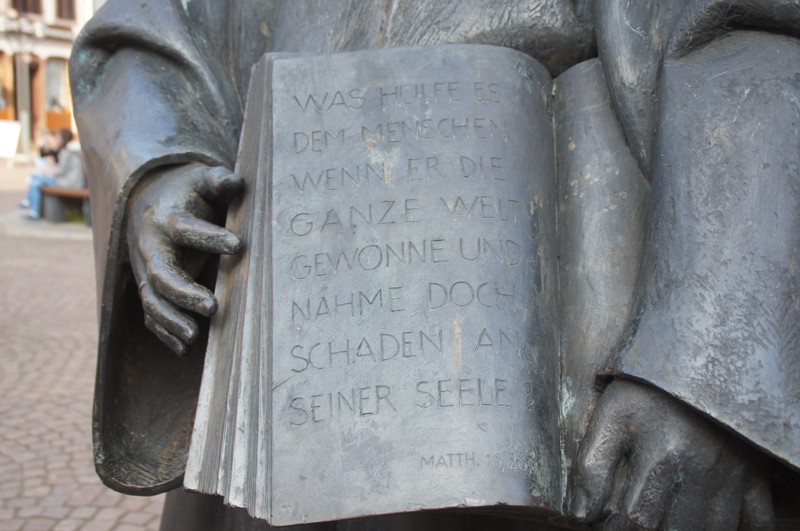 WAS HÜLFE ES
DEM MENSCHEN
WENN ER DIE
GANZE WELT
GEWÖNNE UND
NÄHME DOCH
SCHADEN AN
SEINER SEELE?
MATTH. 16,26